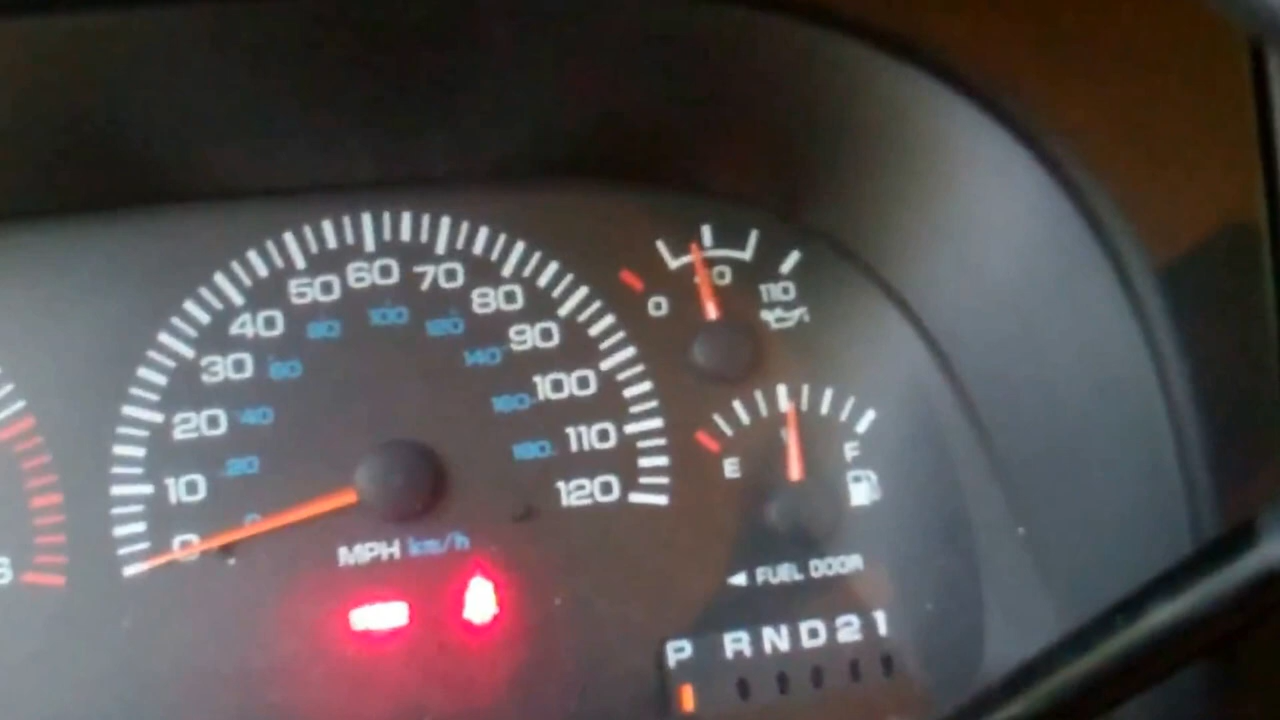 0 10 20 30 40 50 60 70 80 90 100 110 120
20 40 60 80 100 120 140 160 180
MPH km/h
0 110
E F
◄ FUEL DOOR
P R N D 2 1